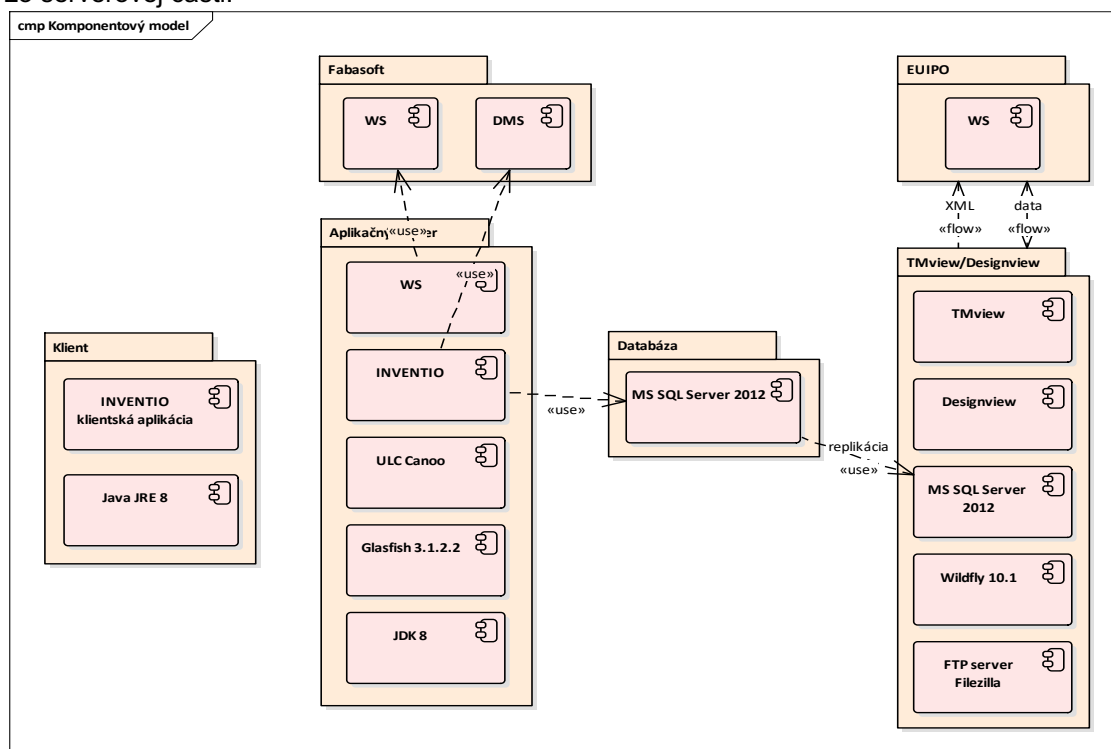 cmp Komponentový model
Fabasoft
WS
DMS
EUIPO
WS
XML
«flow»
data
«flow»
«use»
«use»
Aplikačný
WS
INVENTIO
ULC Canoo
Glasfish 3.1.2.2
JDK 8
Klient
INVENTIO
klientská aplikácia
Java JRE 8
Databáza
MS SQL Server 2012
«use»
replikácia
«use»
TMview/Designview
TMview
Designview
MS SQL Server
2012
Wildfly 10.1
FTP server
Filezilla